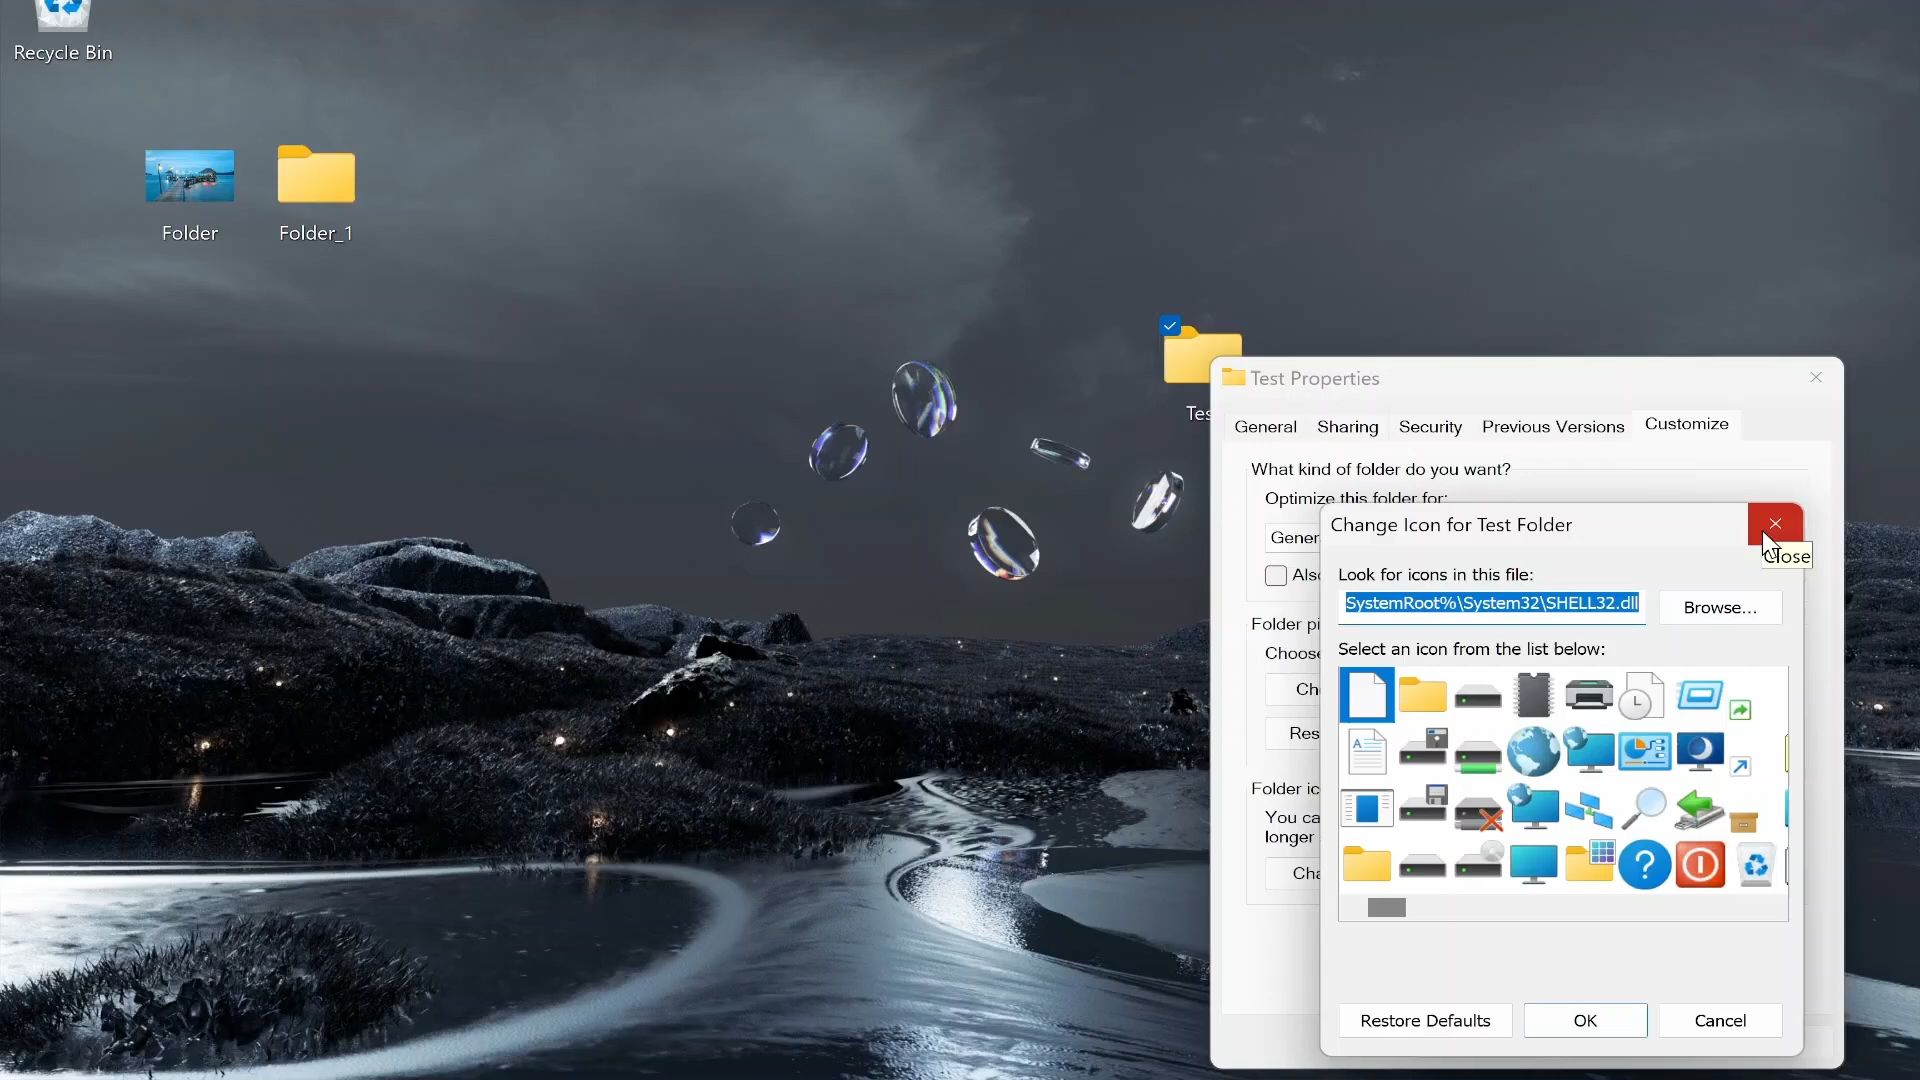 Recycle Bin
Folder
Folder_1
Tes
Test Properties
General
Sharing
Security
Previous Versions
Customize
What kind of folder do you want?
Optimize this folder for:
Gener
Also
Folder pi
Choose
Ch
Res
Folder ic
You ca
longer
Cha
Change Icon for Test Folder
Close
Look for icons in this file:
SystemRoot%\System32\SHELL32.dll
Browse...
Select an icon from the list below:
Restore Defaults
OK
Cancel